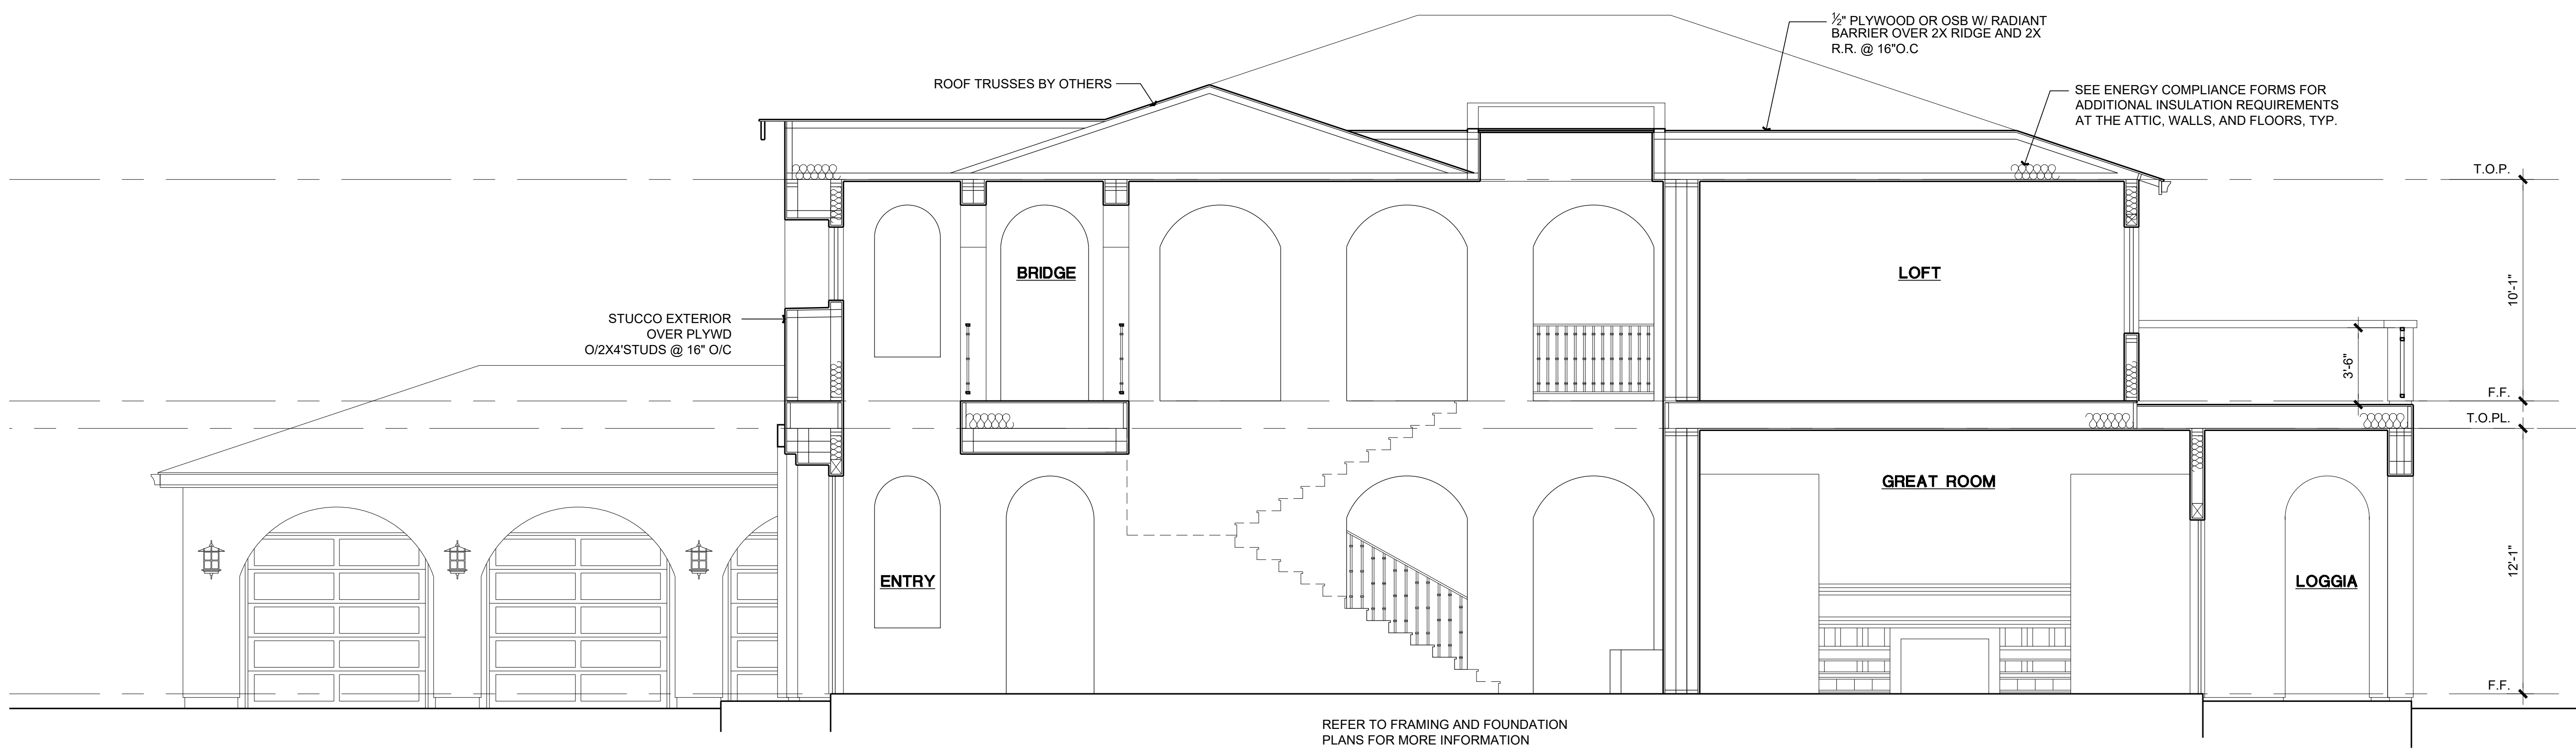 ½" PLYWOOD OR OSB W/ RADIANT
BARRIER OVER 2X RIDGE AND 2X
R.R. @ 16"O.C
ROOF TRUSSES BY OTHERS
SEE ENERGY COMPLIANCE FORMS FOR
ADDITIONAL INSULATION REQUIREMENTS
AT THE ATTIC, WALLS, AND FLOORS, TYP.
T.O.P.
BRIDGE
LOFT
10'-1"
STUCCO EXTERIOR
OVER PLYWD
O/2X4'STUDS @ 16" O/C
3'-6"
F.F.
T.O.PL.
GREAT ROOM
12'-1"
ENTRY
LOGGIA
F.F.
REFER TO FRAMING AND FOUNDATION
PLANS FOR MORE INFORMATION